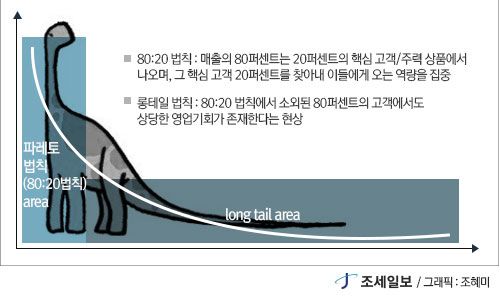 80:20 법칙 : 매출의 80퍼센트는 20퍼센트의 핵심 고객/주력 상품에서
나오며, 그 핵심 고객 20퍼센트를 찾아내 이들에게 온 역량을 집중
롱테일 법칙 : 80:20 법칙에서 소외된 80퍼센트의 고객에서도
상당한 영업기회가 존재한다는 현상
파레토
법칙
(80:20법칙)
area
long tail area
조세일보 / 그래픽 : 조혜미